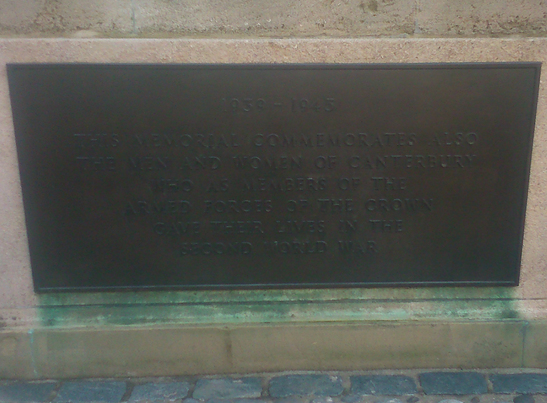 1939 - 1945
THIS MEMORIAL COMMEMORATES ALSO
THE MEN AND WOMEN OF CANTERBURY
WHO AS MEMBERS OF THE
ARMED FORCES OF THE CROWN
GAVE THEIR LIVES IN THE
SECOND WORLD WAR